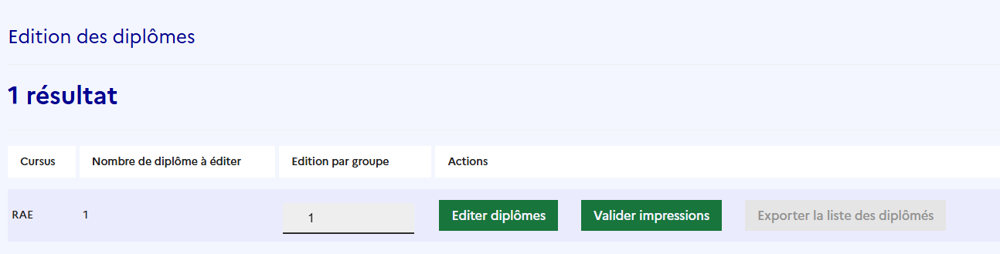 Edition des diplômes
1 résultat
Cursus Nombre de diplôme à éditer Edition par groupe Actions
RAE 1 1 Editer diplômes Valider impressions Exporter la liste des diplômés